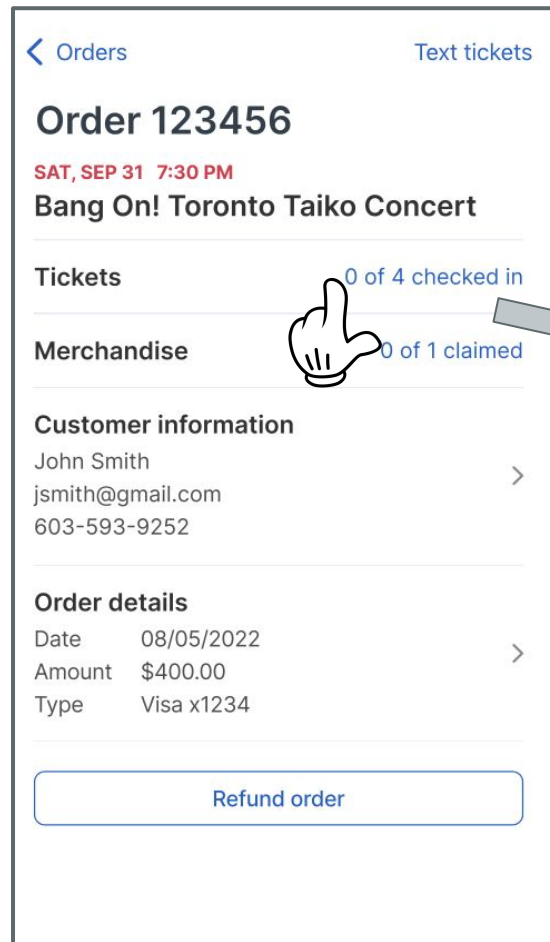 Orders Text tickets
Order 123456
SAT, SEP 31 7:30 PM
Bang On! Toronto Taiko Concert
Tickets 0 of 4 checked in
Merchandise 0 of 1 claimed
Customer information
John Smith
jsmith@gmail.com
603-593-9252
Order details
Date 08/05/2022
Amount $400.00
Type Visa x1234
Refund order